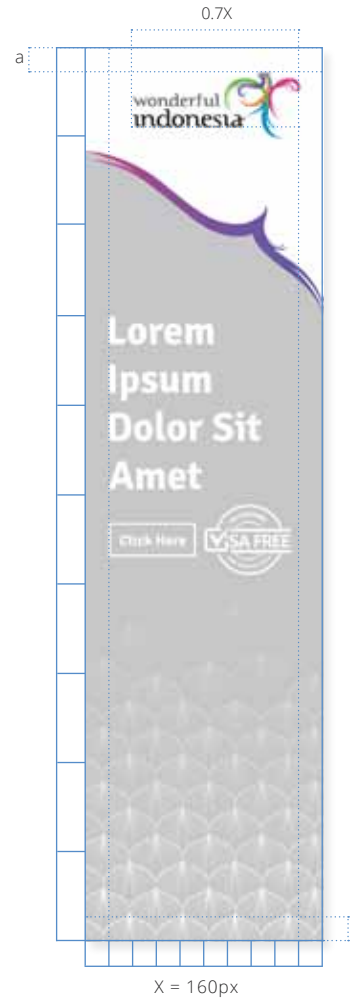 0.7X
a
wonderful
indonesia
Lorem
Ipsum
Dolor Sit
Amet
Click Here
VISA FREE
X = 160px